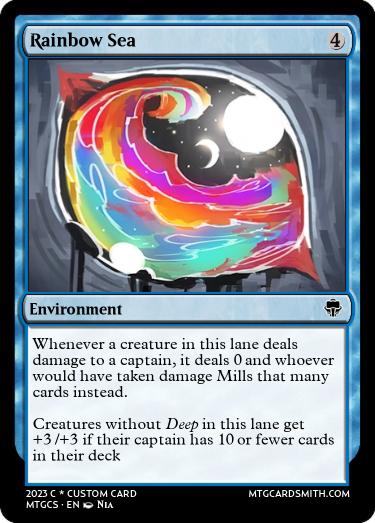 Rainbow Sea 4
Environment
Whenever a creature in this lane deals
damage to a captain, it deals 0 and whoever
would have taken damage Mills that many
cards instead.
Creatures without Deep in this lane get
+3/+3 if their captain has 10 or fewer cards
in their deck
2023 C * CUSTOM CARD
MTGCS · EN Nia
MTGCARDSMITH.COM